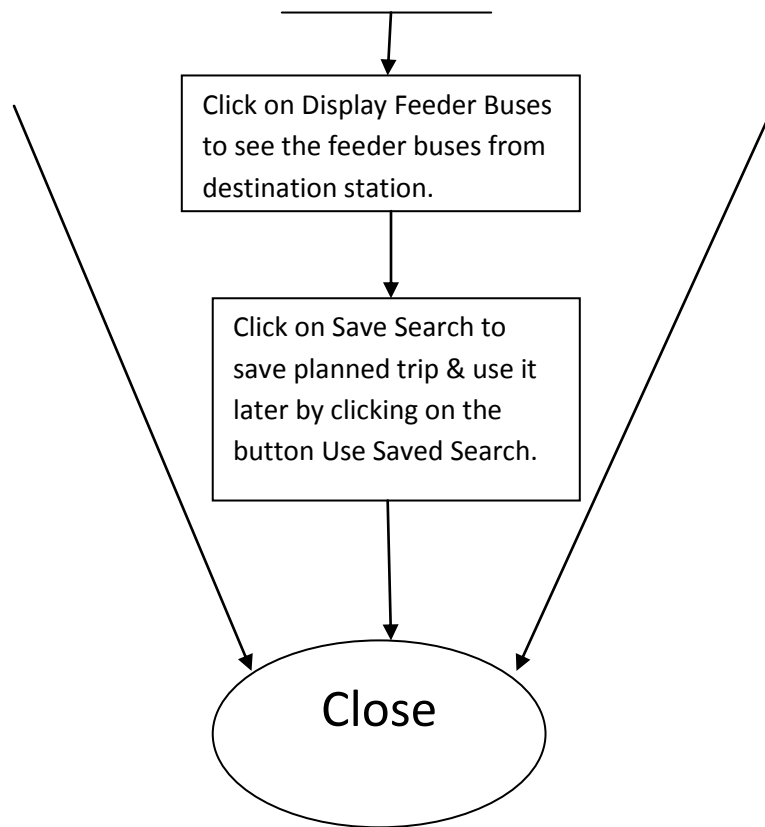 Click on Display Feeder Buses
to see the feeder buses from
destination station.
Click on Save Search to
save planned trip & use it
later by clicking on the
button Use Saved Search.
Close